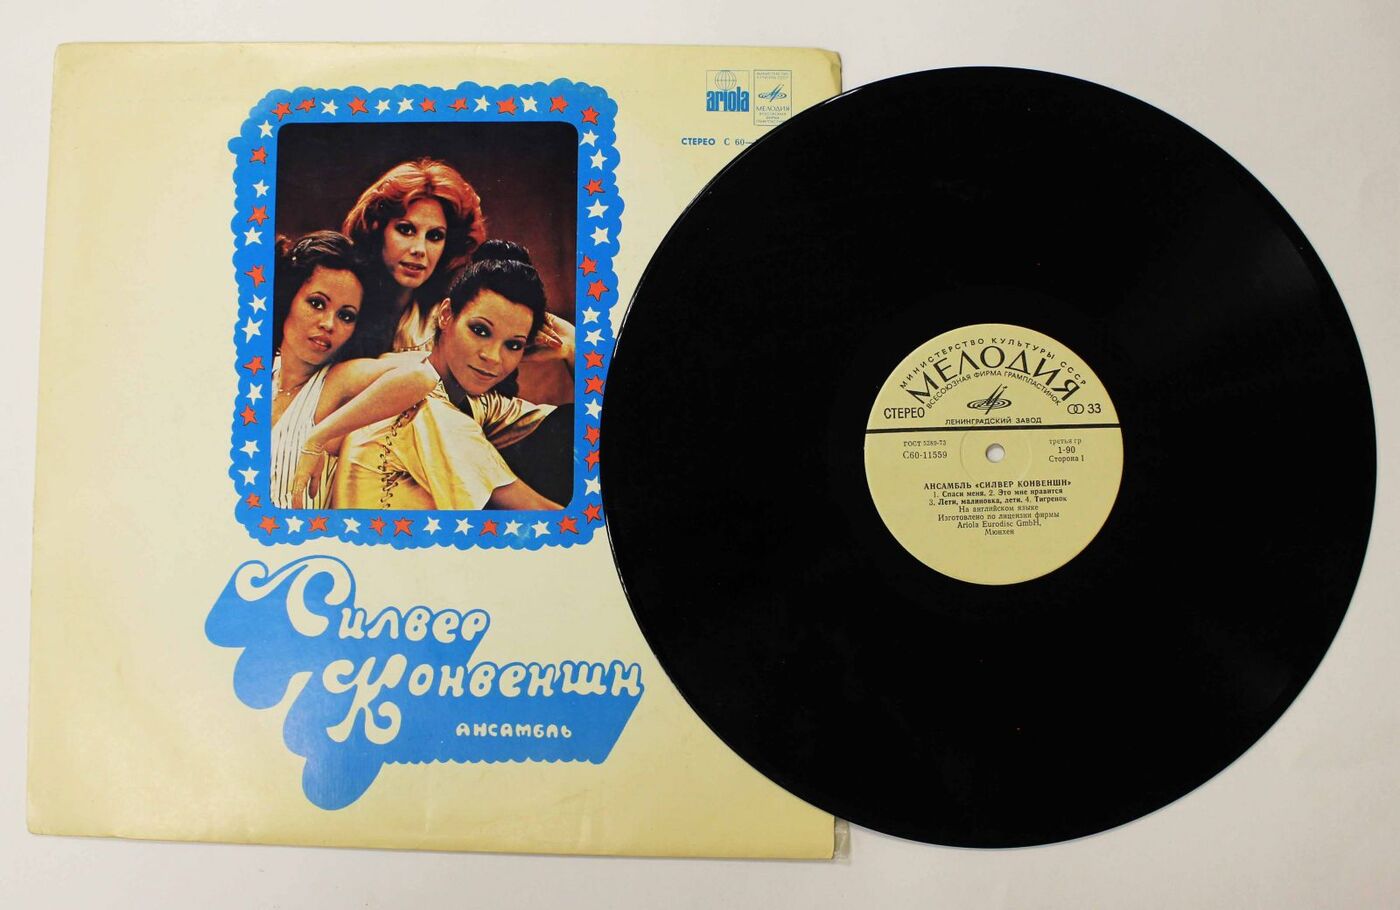 ariola
МЕЛОДИЯ
СТЕРЕО С 60—
Силвер
Конвеншн
АНСАМБЛЬ
МИНИСТЕРСТВО КУЛЬТУРЫ СССР
МЕЛОДИЯ
ВСЕСОЮЗНАЯ ФИРМА ГРАМПЛАСТИНОК
СТЕРЕО
33
ЛЕНИНГРАДСКИЙ ЗАВОД
ГОСТ 5289-73
С60-11559
третья гр
1-90
Сторона 1
АНСАМБЛЬ «СИЛВЕР КОНВЕНШН»
1. Спаси меня. 2. Это мне нравится
3. Лети, малиновка, лети. 4. Тигренок
На английском языке
Изготовлено по лицензии фирмы
Ariola Eurodisc GmbH,
Мюнхен